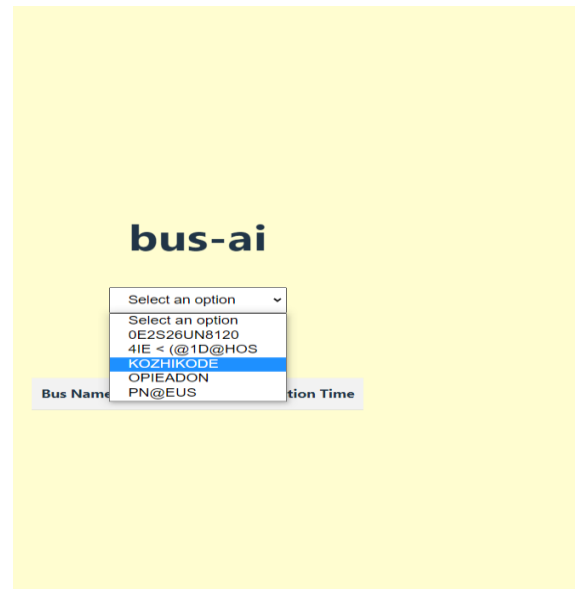 bus-ai
Select an option
Select an option
0E2S26UN8120
4IE < (@1D@HOS
KOZHIKODE
OPIEADON
PN@EUS
Bus Name tion Time